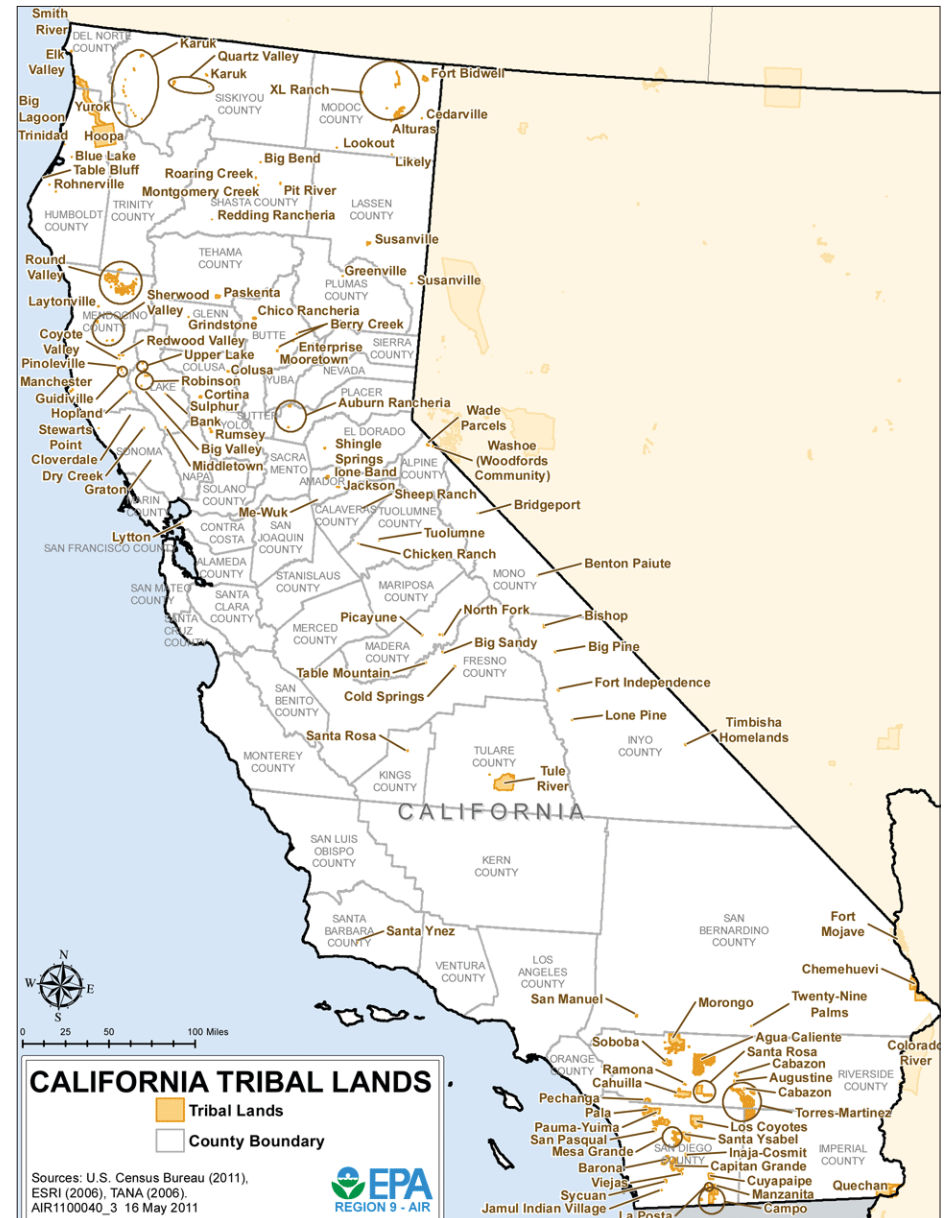 Smith
River
DEL NORTE
COUNTY
Elk
Valley
Karuk
Quartz Valley
Karuk
SISKIYOU
COUNTY
XL Ranch
MODOC
COUNTY
Fort Bidwell
Cedarville
Alturas
Big
Lagoon
Yurok
Trinidad
Hoopa
Lookout
Likely
Blue Lake
Table Bluff
Rohnerville
Big Bend
Roaring Creek
Montgomery Creek
Pit River
SHASTA COUNTY
Redding Rancheria
HUMBOLDT
COUNTY
TRINITY
COUNTY
LASSEN
COUNTY
Susanville
TEHAMA
COUNTY
Round
Valley
Greenville
PLUMAS
COUNTY
Susanville
Laytonville
Sherwood
Valley
Paskenta
MENDOCINO
COUNTY
GLENN
Grindstone
Chico Rancheria
BUTTE
Berry Creek
Coyote
Valley
Redwood Valley
Enterprise
Mooretown
SIERRA
COUNTY
Pinoleville
Upper Lake
COLUSA
Colusa
NEVADA
YUBA
Manchester
Robinson
LAKE
PLACER
Guidiville
Cortina
Sulphur
Bank
SUTTER
Auburn Rancheria
Hopland
YOLO
Rumsey
EL DORADO
Wade
Parcels
Stewarts
Point
Big Valley
Shingle
Springs
Washoe
(Woodfords
Community)
Cloverdale
SONOMA
Middletown
SACRA
MENTO
Ione Band
ALPINE
COUNTY
Dry Creek
NAPA
AMADOR
Jackson
Graton
SOLANO
COUNTY
Sheep Ranch
MARIN
COUNTY
Me-Wuk
CALAVERAS
COUNTY
TUOLUMNE
COUNTY
Bridgeport
Lytton
CONTRA
COSTA
SAN
JOAQUIN
COUNTY
Tuolumne
SAN FRANCISCO COUNTY
Chicken Ranch
ALAMEDA
COUNTY
STANISLAUS
COUNTY
MONO
COUNTY
Benton Paiute
SAN MATEO
COUNTY
SANTA
CLARA
COUNTY
MARIPOSA
COUNTY
SANTA
CRUZ
COUNTY
MERCED
COUNTY
Picayune
North Fork
Bishop
MADERA
COUNTY
Big Sandy
Big Pine
Table Mountain
FRESNO
COUNTY
Cold Springs
Fort Independence
SAN
BENITO
COUNTY
Lone Pine
Timbisha
Homelands
Santa Rosa
INYO
COUNTY
MONTEREY
COUNTY
TULARE
COUNTY
KINGS
COUNTY
Tule
River
CALIFORNIA
SAN LUIS
OBISPO
COUNTY
KERN
COUNTY
SANTA
BARBARA
COUNTY
Santa Ynez
SAN
BERNARDINO
COUNTY
Fort
Mojave
VENTURA
COUNTY
LOS
ANGELES
COUNTY
Chemehuevi
San Manuel
Morongo
Twenty-Nine
Palms
Soboba
Agua Caliente
Colorado
River
ORANGE
COUNTY
Ramona
Santa Rosa
Cabazon
Cahuilla
Augustine
RIVERSIDE
COUNTY
Pechanga
Cabazon
Pala
Torres-Martinez
Pauma-Yuima
Los Coyotes
San Pasqual
Santa Ysabel
Mesa Grande
SAN DIEGO
COUNTY
Inaja-Cosmit
IMPERIAL
COUNTY
Barona
Capitan Grande
Viejas
Cuyapaipe
Quechan
Sycuan
Manzanita
Jamul Indian Village
Campo
La Posta
N
W
E
S
0 25 50 100 Miles
CALIFORNIA TRIBAL LANDS
Tribal Lands
County Boundary
Sources: U.S. Census Bureau (2011),
ESRI (2006), TANA (2006).
AIR1100040_3 16 May 2011
EPA
REGION 9 - AIR